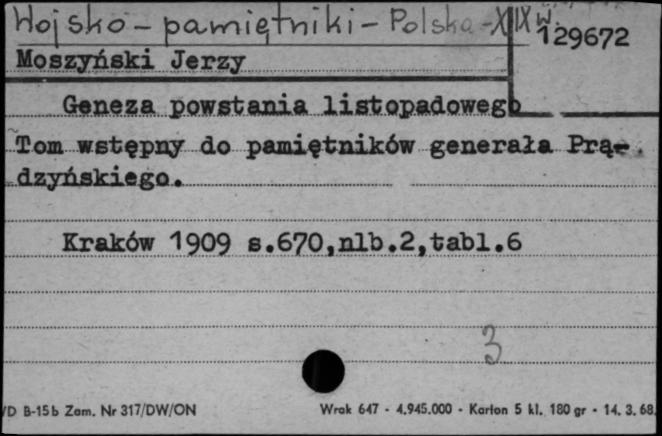 Wojsko - pamiętniki - Polska - XIX w.
129672
Moszyński Jerzy
Geneza powstania listopadowego
Tom wstępny do pamiętników generała Prą-
dzyńskiego.
Kraków 1909 s.670,nlb.2,tabl.6
3
/D B-15b Zam. Nr 317/DW/ON Wrak 647 - 4.945.000 - Karton 5 kl. 180 gr - 14. 3. 68.